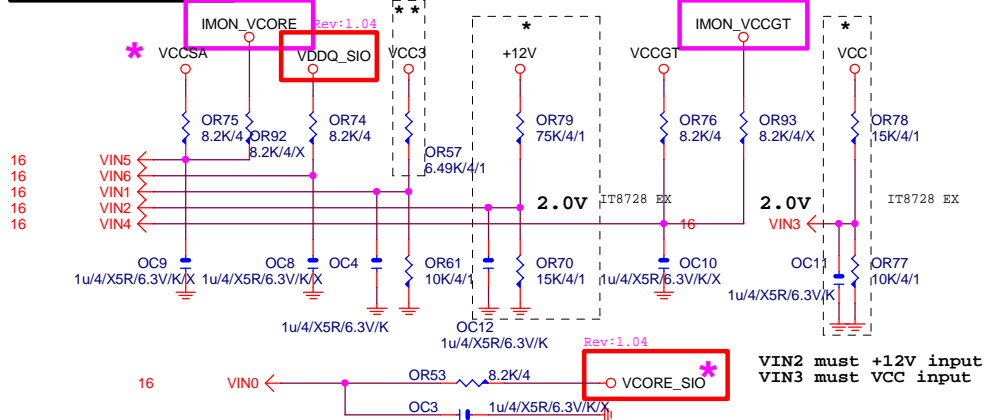 * *
IMON_VCORE
Rev:1.04
*
IMON_VCCGT
*
* VCCSA
VDDQ_SIO
VCC3
+12V
VCCGT
VCC
OR75
8.2K/4
OR92
8.2K/4/X
OR74
8.2K/4
OR57
6.49K/4/1
OR79
75K/4/1
OR76
8.2K/4
OR93
8.2K/4/X
OR78
15K/4/1
16 VIN5
16 VIN6
16 VIN1
16 VIN2
16 VIN4
2.0V
IT8728 EX
16
2.0V
VIN3
IT8728 EX
OC9
1u/4/X5R/6.3V/K/X
OC8
1u/4/X5R/6.3V/K/X
OC4
1u/4/X5R/6.3V/K
OR61
10K/4/1
OC12
1u/4/X5R/6.3V/K
OR70
15K/4/1
OC10
1u/4/X5R/6.3V/K/X
OC11
1u/4/X5R/6.3V/K
OR77
10K/4/1
Rev:1.04
16 VIN0
OR53 8.2K/4
VCORE_SIO *
OC3 1u/4/X5R/6.3V/K/X
VIN2 must +12V input
VIN3 must VCC input